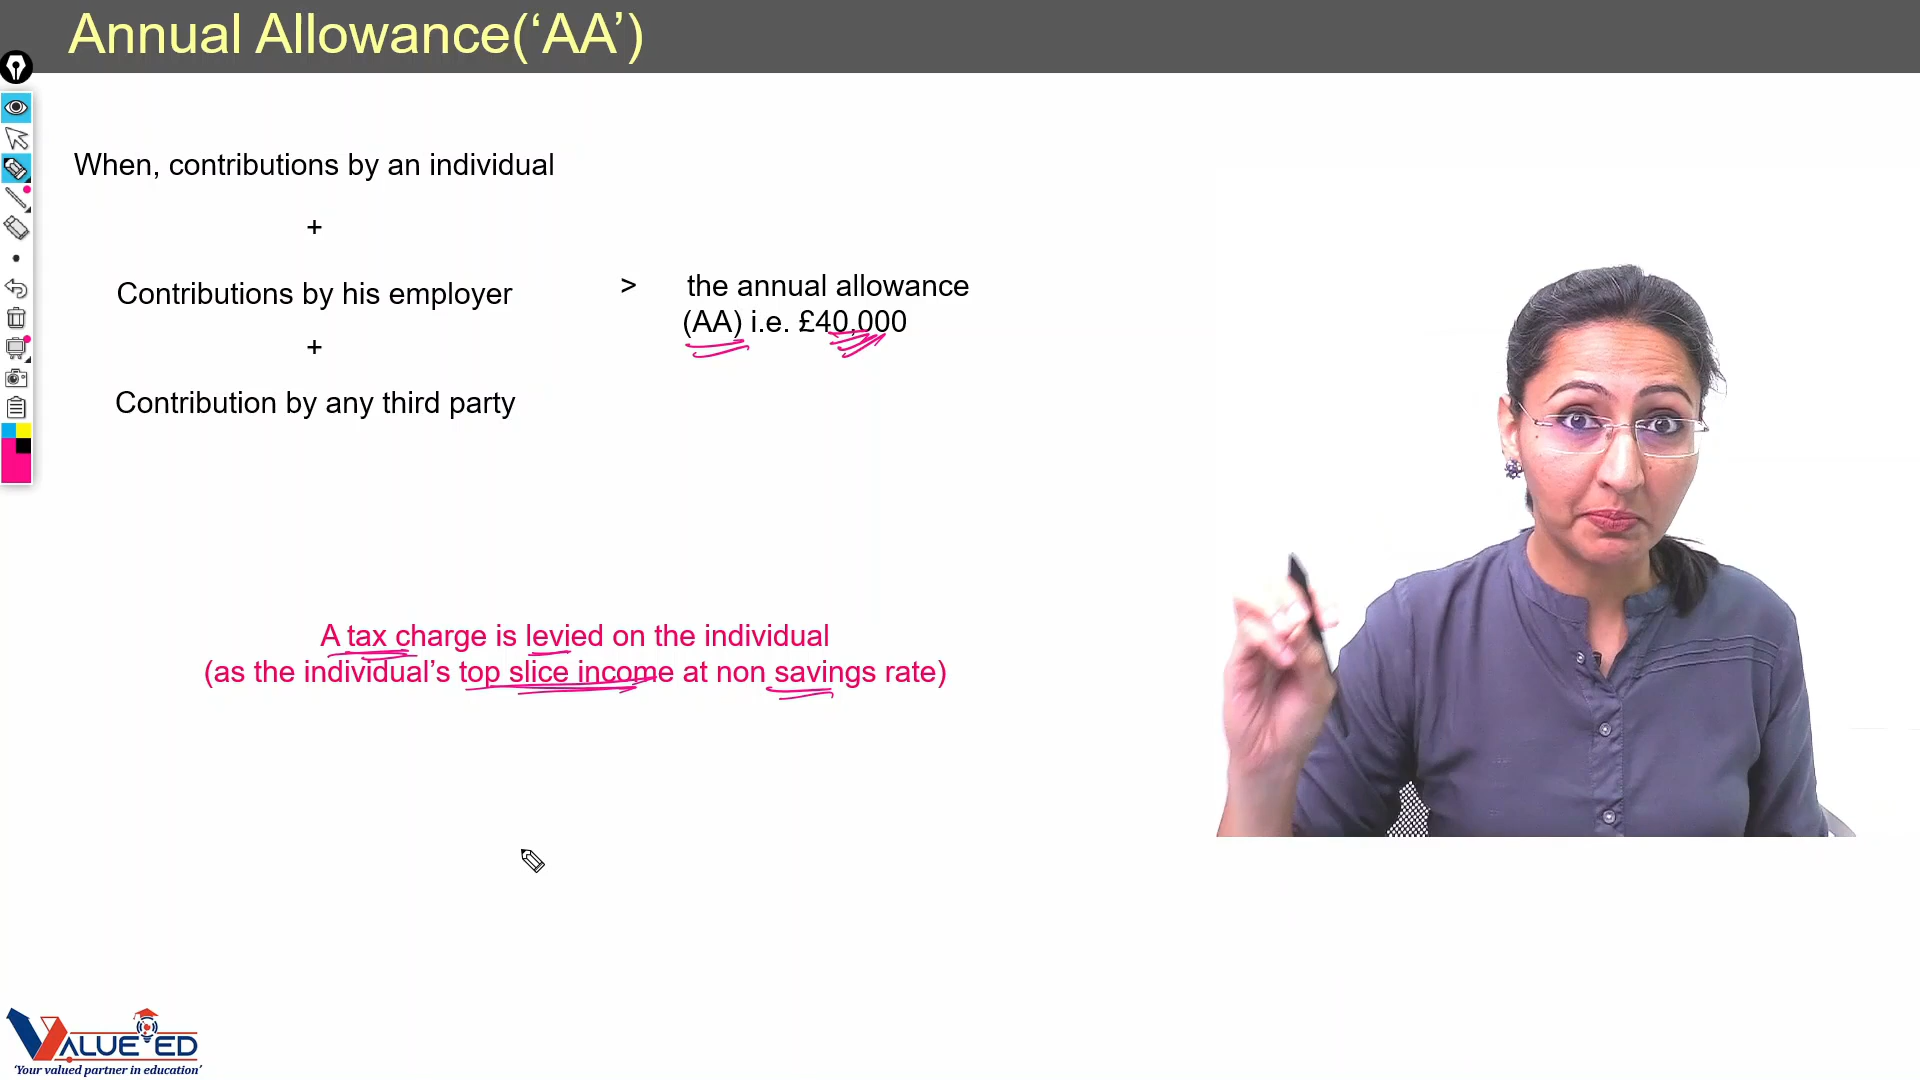 Annual Allowance(‘AA’)
When, contributions by an individual
+
Contributions by his employer
+
Contribution by any third party
>
the annual allowance
(AA) i.e. £40,000
A tax charge is levied on the individual
(as the individual’s top slice income at non savings rate)
VALUE ED
‘Your valued partner in education’